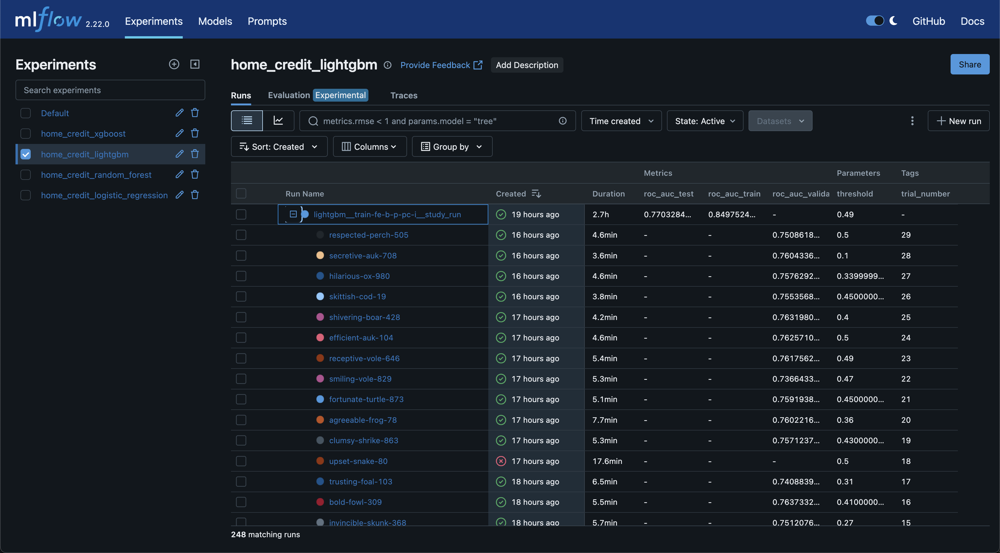 mlflow 2.22.0 Experiments Models Prompts GitHub Docs
Experiments
Search experiments
Default
home_credit_xgboost
home_credit_lightgbm
home_credit_random_forest
home_credit_logistic_regression
home_credit_lightgbm Provide Feedback Add Description Share
Runs Evaluation Experimental Traces
metrics.rmse < 1 and params.model = "tree" Time created State: Active Datasets New run
Sort: Created Columns Group by
Metrics Parameters Tags
Run Name Created Duration roc_auc_test roc_auc_train roc_auc_valida threshold trial_number
lightgbm__train-fe-b-p-pc-i__study_run 19 hours ago 2.7h 0.7703284... 0.8497524... - 0.49 -
respected-perch-505 16 hours ago 4.6min - - 0.7508618... 0.5 29
secretive-auk-708 16 hours ago 3.6min - - 0.7604336... 0.1 28
hilarious-ox-980 16 hours ago 4.6min - - 0.7576292... 0.3399999... 27
skittish-cod-19 16 hours ago 3.8min - - 0.7553568... 0.4500000... 26
shivering-boar-428 17 hours ago 4.2min - - 0.7631980... 0.4 25
efficient-auk-104 17 hours ago 4.6min - - 0.7625710... 0.5 24
receptive-vole-646 17 hours ago 5.4min - - 0.7617562... 0.49 23
smiling-vole-829 17 hours ago 5.3min - - 0.7366433... 0.47 22
fortunate-turtle-873 17 hours ago 5.1min - - 0.7591938... 0.4500000... 21
agreeable-frog-78 17 hours ago 7.7min - - 0.7602216... 0.36 20
clumsy-shrike-863 17 hours ago 5.3min - - 0.7571237... 0.4300000... 19
upset-snake-80 17 hours ago 17.6min - - - 0.5 18
trusting-foal-103 18 hours ago 6.5min - - 0.7408839... 0.31 17
bold-fowl-309 18 hours ago 5.5min - - 0.7637332... 0.4100000... 16
invincible-skunk-368 18 hours ago 5.7min - - 0.7512076... 0.27 15
248 matching runs